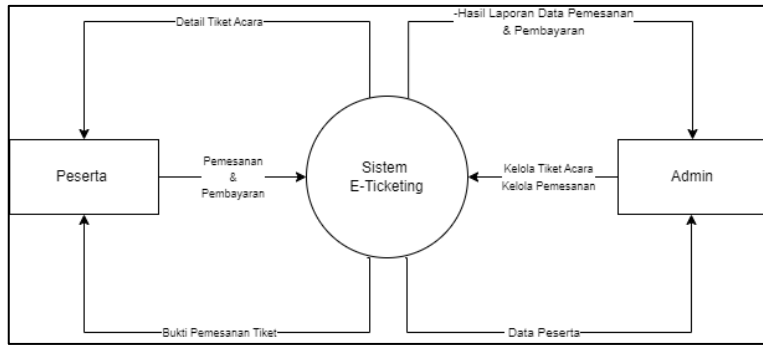 Detail Tiket Acara
-Hasil Laporan Data Pemesanan
& Pembayaran
Peserta
Pemesanan
&
Pembayaran
Sistem
E-Ticketing
Kelola Tiket Acara
Kelola Pemesanan
Admin
Bukti Pemesanan Tiket
Data Peserta